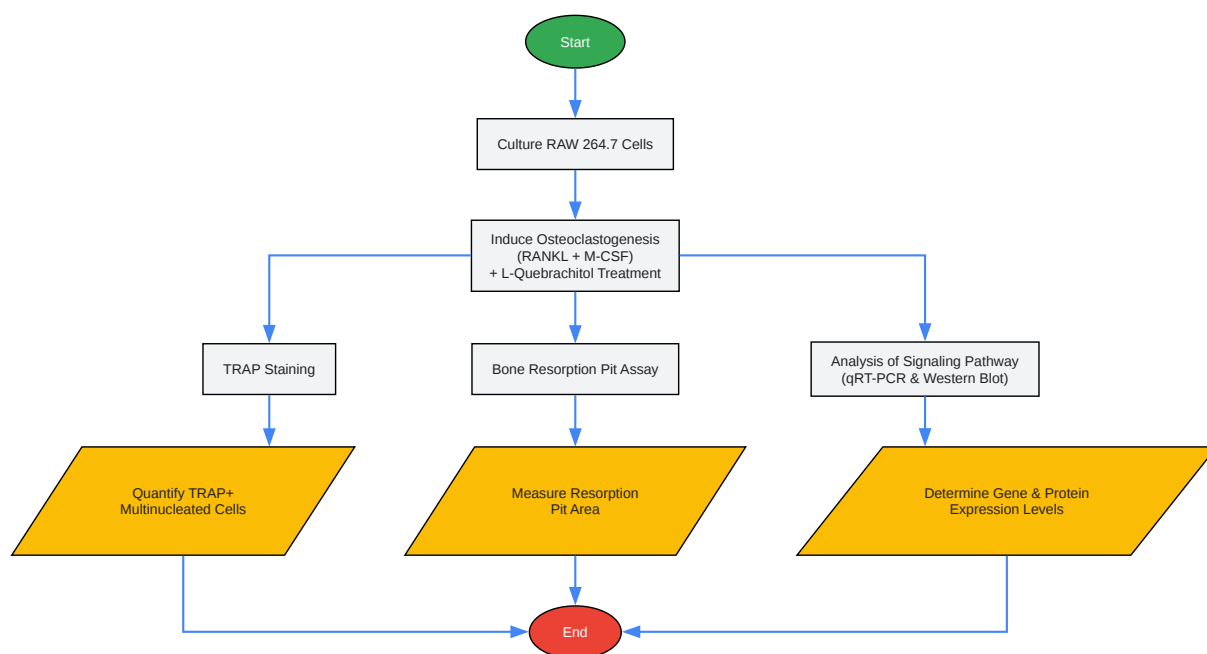 Start
Culture RAW 264.7 Cells
Induce Osteoclastogenesis
(RANKL + M-CSF)
+ L-Quebrachitol Treatment
TRAP Staining
Bone Resorption Pit Assay
Analysis of Signaling Pathway
(qRT-PCR & Western Blot)
Quantify TRAP+
Multinucleated Cells
Measure Resorption
Pit Area
Determine Gene & Protein
Expression Levels
End